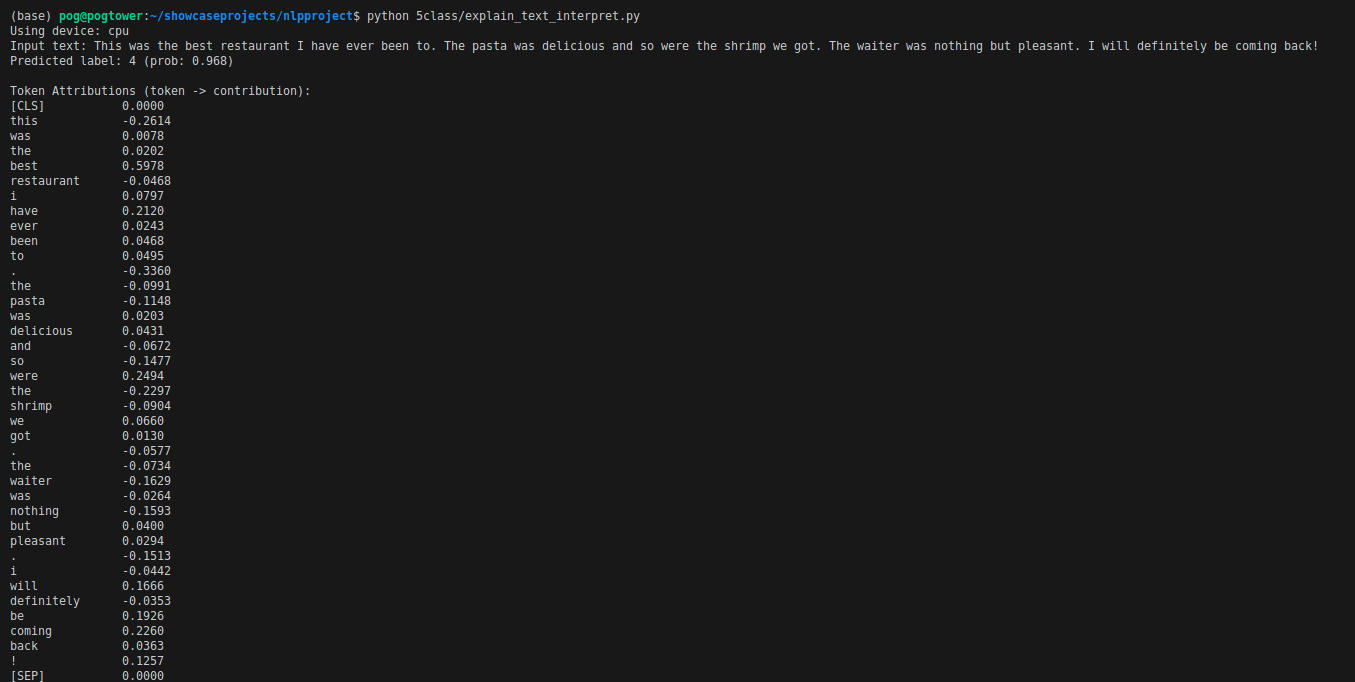 (base) pog@pogtower:~/showcaseprojects/nlpproject$ python 5class/explain_text_interpret.py
Using device: cpu
Input text: This was the best restaurant I have ever been to. The pasta was delicious and so were the shrimp we got. The waiter was nothing but pleasant. I will definitely be coming back!
Predicted label: 4 (prob: 0.968)
Token Attributions (token -> contribution):
[CLS] 0.0000
this -0.2614
was 0.0078
the 0.0202
best 0.5978
restaurant -0.0468
i 0.0797
have 0.2120
ever 0.0243
been 0.0468
to 0.0495
. -0.3360
the -0.0991
pasta -0.1148
was 0.0203
delicious 0.0431
and -0.0672
so -0.1477
were 0.2494
the -0.2297
shrimp -0.0904
we 0.0660
got 0.0130
. -0.0577
the -0.0734
waiter -0.1629
was -0.0264
nothing -0.1593
but 0.0400
pleasant 0.0294
. -0.1513
i -0.0442
will 0.1666
definitely -0.0353
be 0.1926
coming 0.2260
back 0.0363
! 0.1257
[SEP] 0.0000